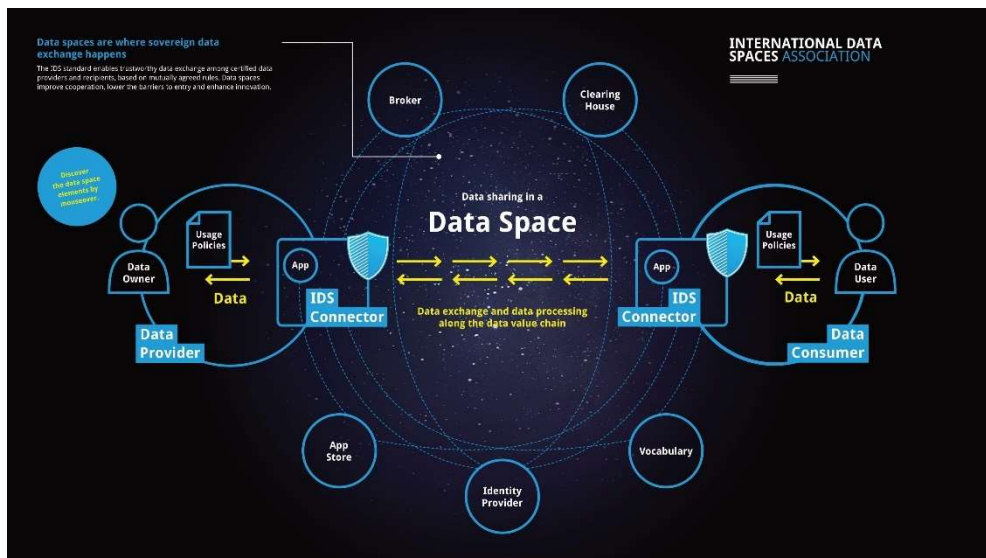 Data spaces are where sovereign data
exchange happens
The IDS standard enables trustworthy data exchange among certified data
providers and recipients, based on mutually agreed rules. Data spaces
improve cooperation, lower the barriers to entry and enhance innovation.
INTERNATIONAL DATA
SPACES ASSOCIATION
Broker
Clearing
House
Discover
the data space
elements by
mouseover.
Data sharing in a
Data Space
Usage
Policies
Data
Owner
Data
App
IDS
Connector
Data
Provider
Data exchange and data processing
along the data value chain
App
IDS
Connector
Usage
Policies
Data
Data
User
Data
Consumer
App
Store
Identity
Provider
Vocabulary